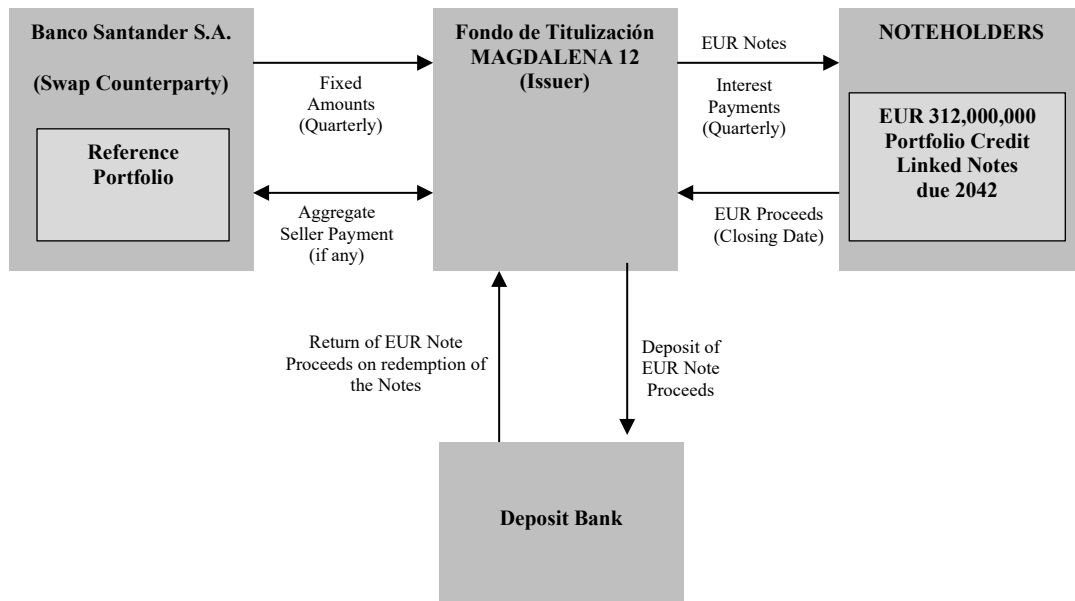 Banco Santander S.A.
(Swap Counterparty)
Reference
Portfolio
Fixed
Amounts
(Quarterly)
Aggregate
Seller Payment
(if any)
Fondo de Titulización
MAGDALENA 12
(Issuer)
EUR Notes
Interest
Payments
(Quarterly)
EUR Proceeds
(Closing Date)
NOTEHOLDERS
EUR 312,000,000
Portfolio Credit
Linked Notes
due 2042
Return of EUR Note
Proceeds on redemption of
the Notes
Deposit of
EUR Note
Proceeds
Deposit Bank